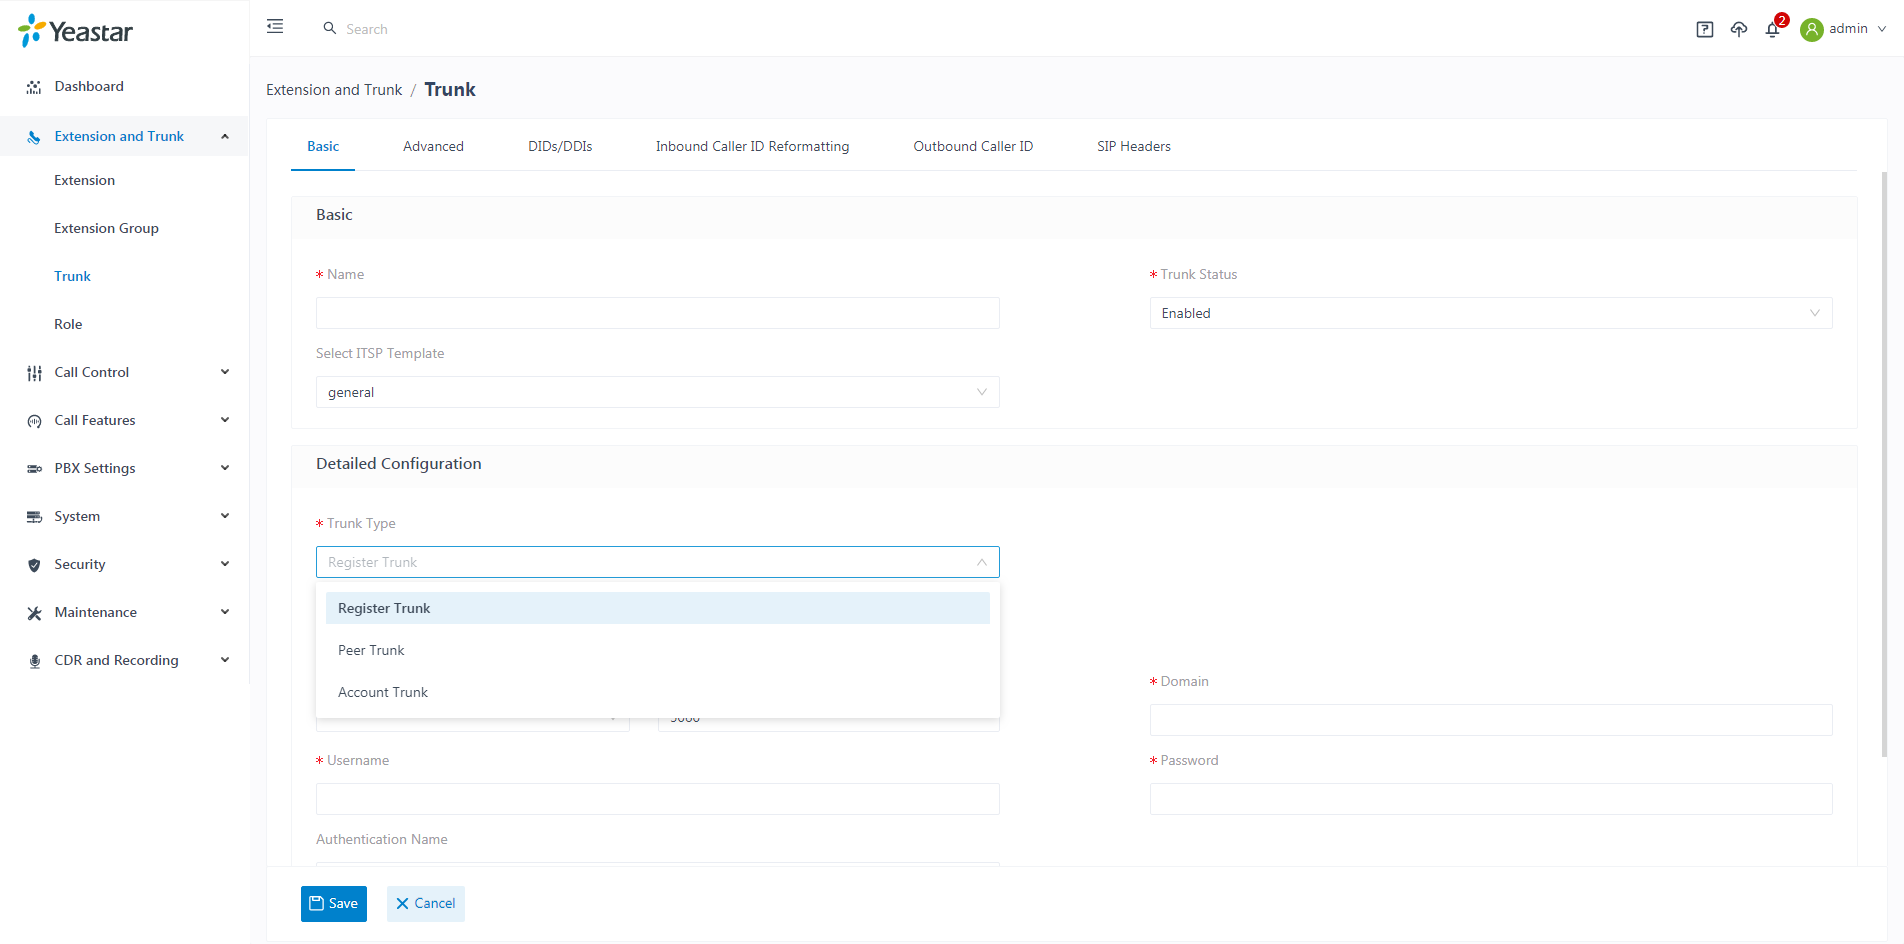 Yeastar
Search
2
admin
Dashboard
Extension and Trunk
Extension
Extension Group
Trunk
Role
Call Control
Call Features
PBX Settings
System
Security
Maintenance
CDR and Recording
Extension and Trunk / Trunk
Basic Advanced DIDs/DDIs Inbound Caller ID Reformatting Outbound Caller ID SIP Headers
Basic
* Name
* Trunk Status
Enabled
Select ITSP Template
general
Detailed Configuration
* Trunk Type
Register Trunk
Register Trunk
Peer Trunk
Account Trunk
* Domain
* Username
* Password
Authentication Name
Save
Cancel